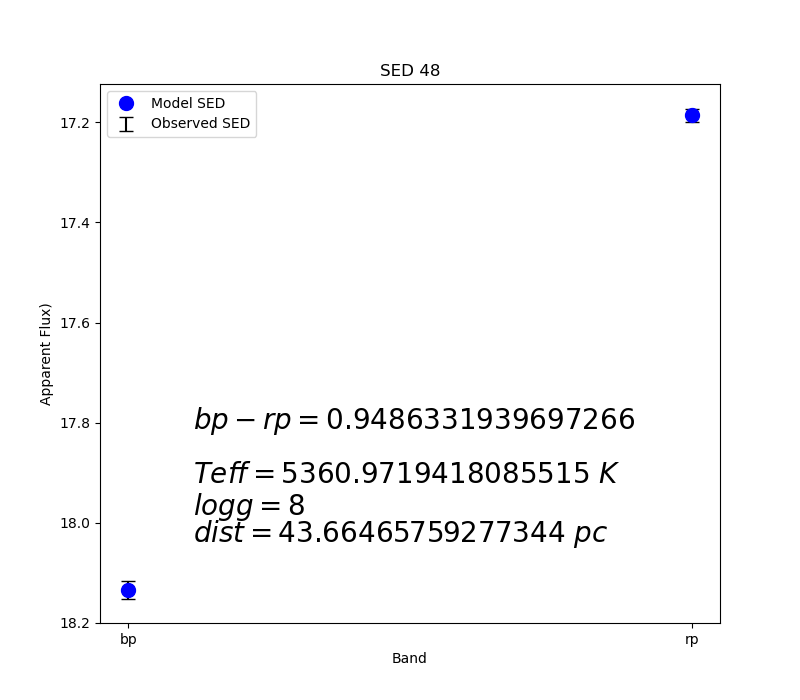 SED 48
Model SED
Observed SED
17.2
17.4
17.6
17.8
18.0
18.2
Apparent Flux)
bp − rp = 0.9486331939697266
Teff = 5360.9719418085515 K
logg = 8
dist = 43.66465759277344 pc
bp
rp
Band